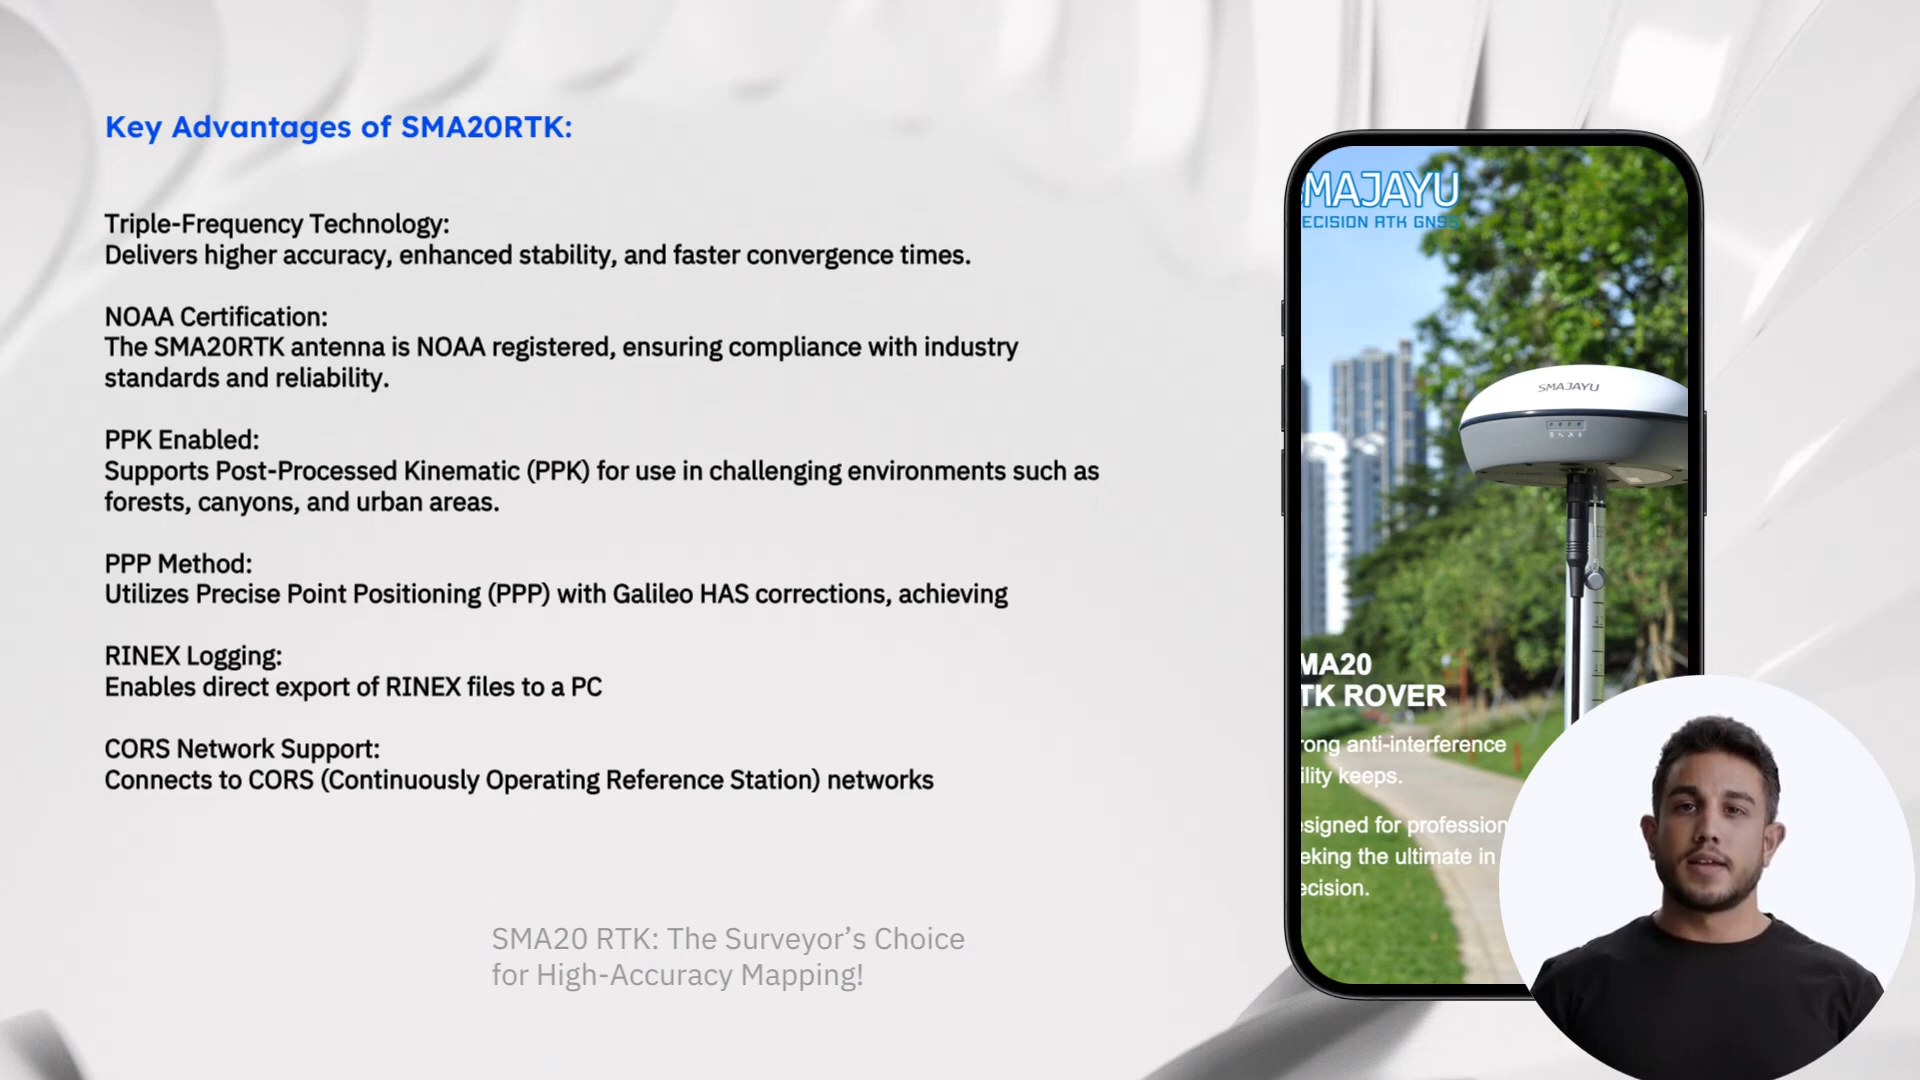 Key Advantages of SMA20RTK:
Triple-Frequency Technology:
Delivers higher accuracy, enhanced stability, and faster convergence times.
NOAA Certification:
The SMA20RTK antenna is NOAA registered, ensuring compliance with industry
standards and reliability.
PPK Enabled:
Supports Post-Processed Kinematic (PPK) for use in challenging environments such as
forests, canyons, and urban areas.
PPP Method:
Utilizes Precise Point Positioning (PPP) with Galileo HAS corrections, achieving
RINEX Logging:
Enables direct export of RINEX files to a PC
CORS Network Support:
Connects to CORS (Continuously Operating Reference Station) networks
SMA20 RTK: The Surveyor’s Choice
for High-Accuracy Mapping!
SMAJAYU
ECISION RTK GNSS
SMAJAYU
MA20
TK ROVER
rong anti-interference
ility keeps.
signed for profession
eking the ultimate in
ecision.